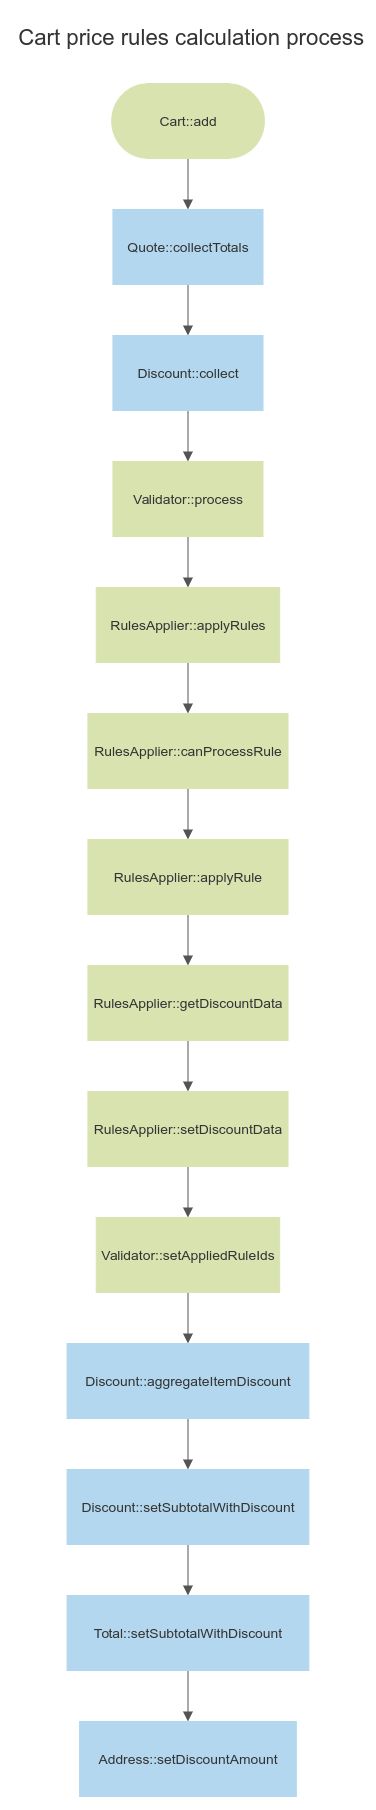 Cart price rules calculation process
Cart::add
Quote::collectTotals
Discount::collect
Validator::process
RulesApplier::applyRules
RulesApplier::canProcessRule
RulesApplier::applyRule
RulesApplier::getDiscountData
RulesApplier::setDiscountData
Validator::setAppliedRuleIds
Discount::aggregateItemDiscount
Discount::setSubtotalWithDiscount
Total::setSubtotalWithDiscount
Address::setDiscountAmount